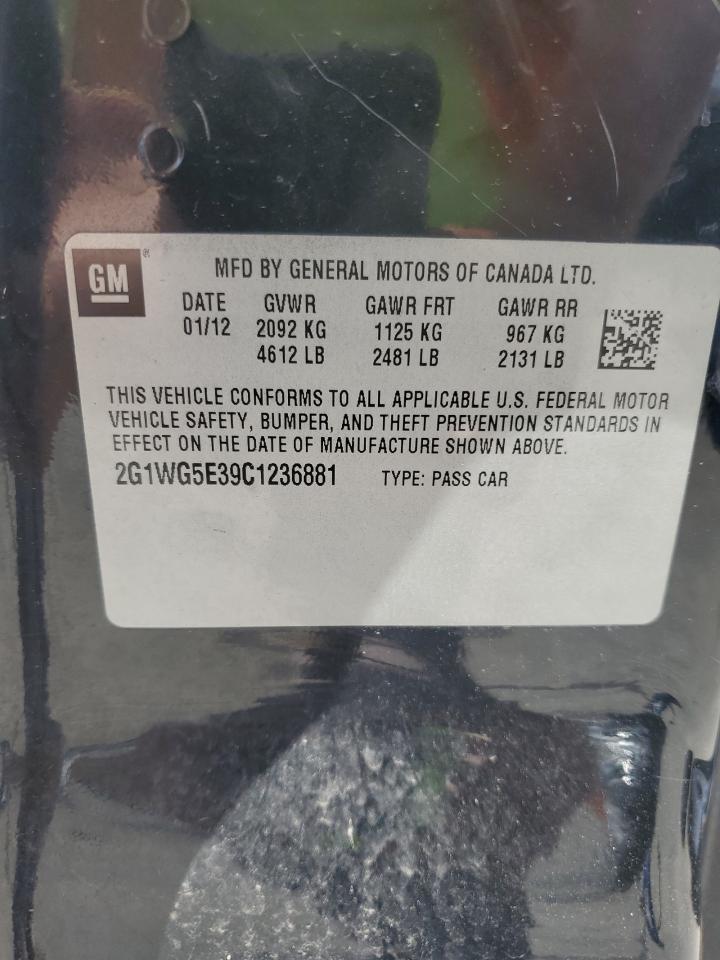 GM ®
MFD BY GENERAL MOTORS OF CANADA LTD.
DATE GVWR GAWR FRT GAWR RR
01/12 2092 KG 1125 KG 967 KG
4612 LB 2481 LB 2131 LB
THIS VEHICLE CONFORMS TO ALL APPLICABLE U.S. FEDERAL MOTOR
VEHICLE SAFETY, BUMPER, AND THEFT PREVENTION STANDARDS IN
EFFECT ON THE DATE OF MANUFACTURE SHOWN ABOVE.
2G1WG5E39C1236881 TYPE: PASS CAR